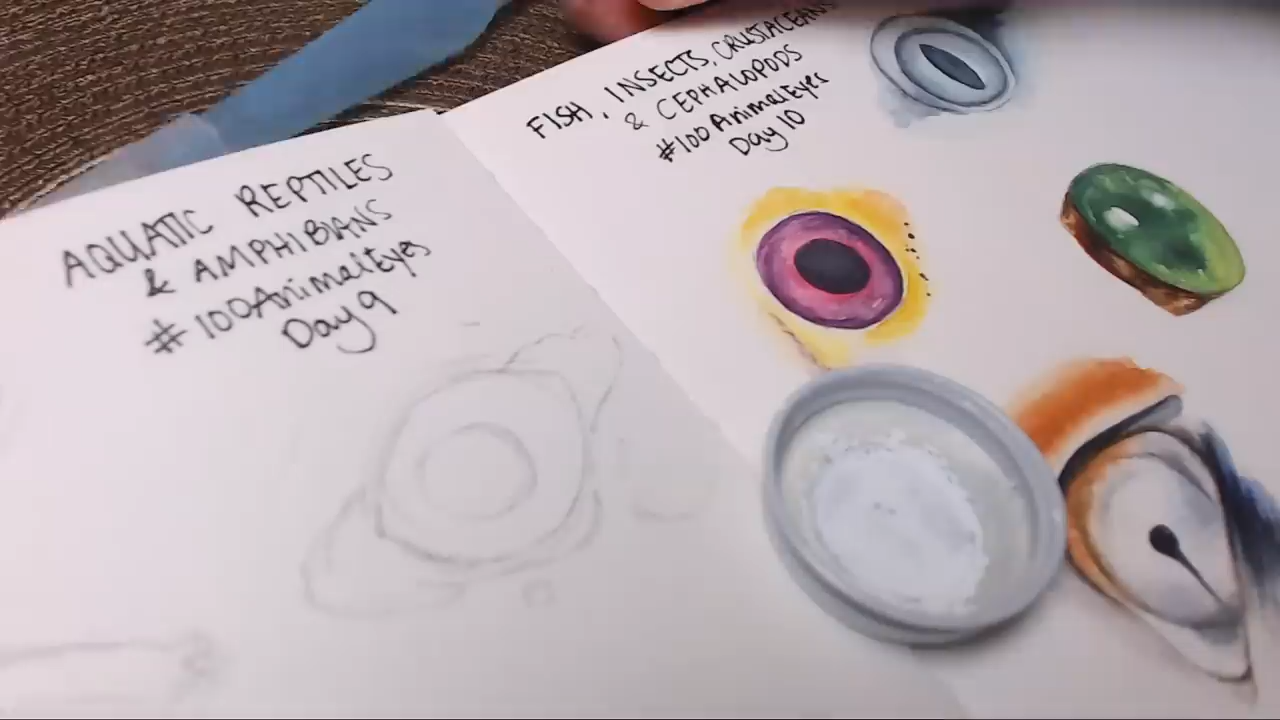 AQUATIC REPTILES
& AMPHIBIANS
#100AnimalEyes
Day 9
FISH, INSECTS, CRUSTACEANS
& CEPHALOPODS
#100AnimalEyes
Day 10